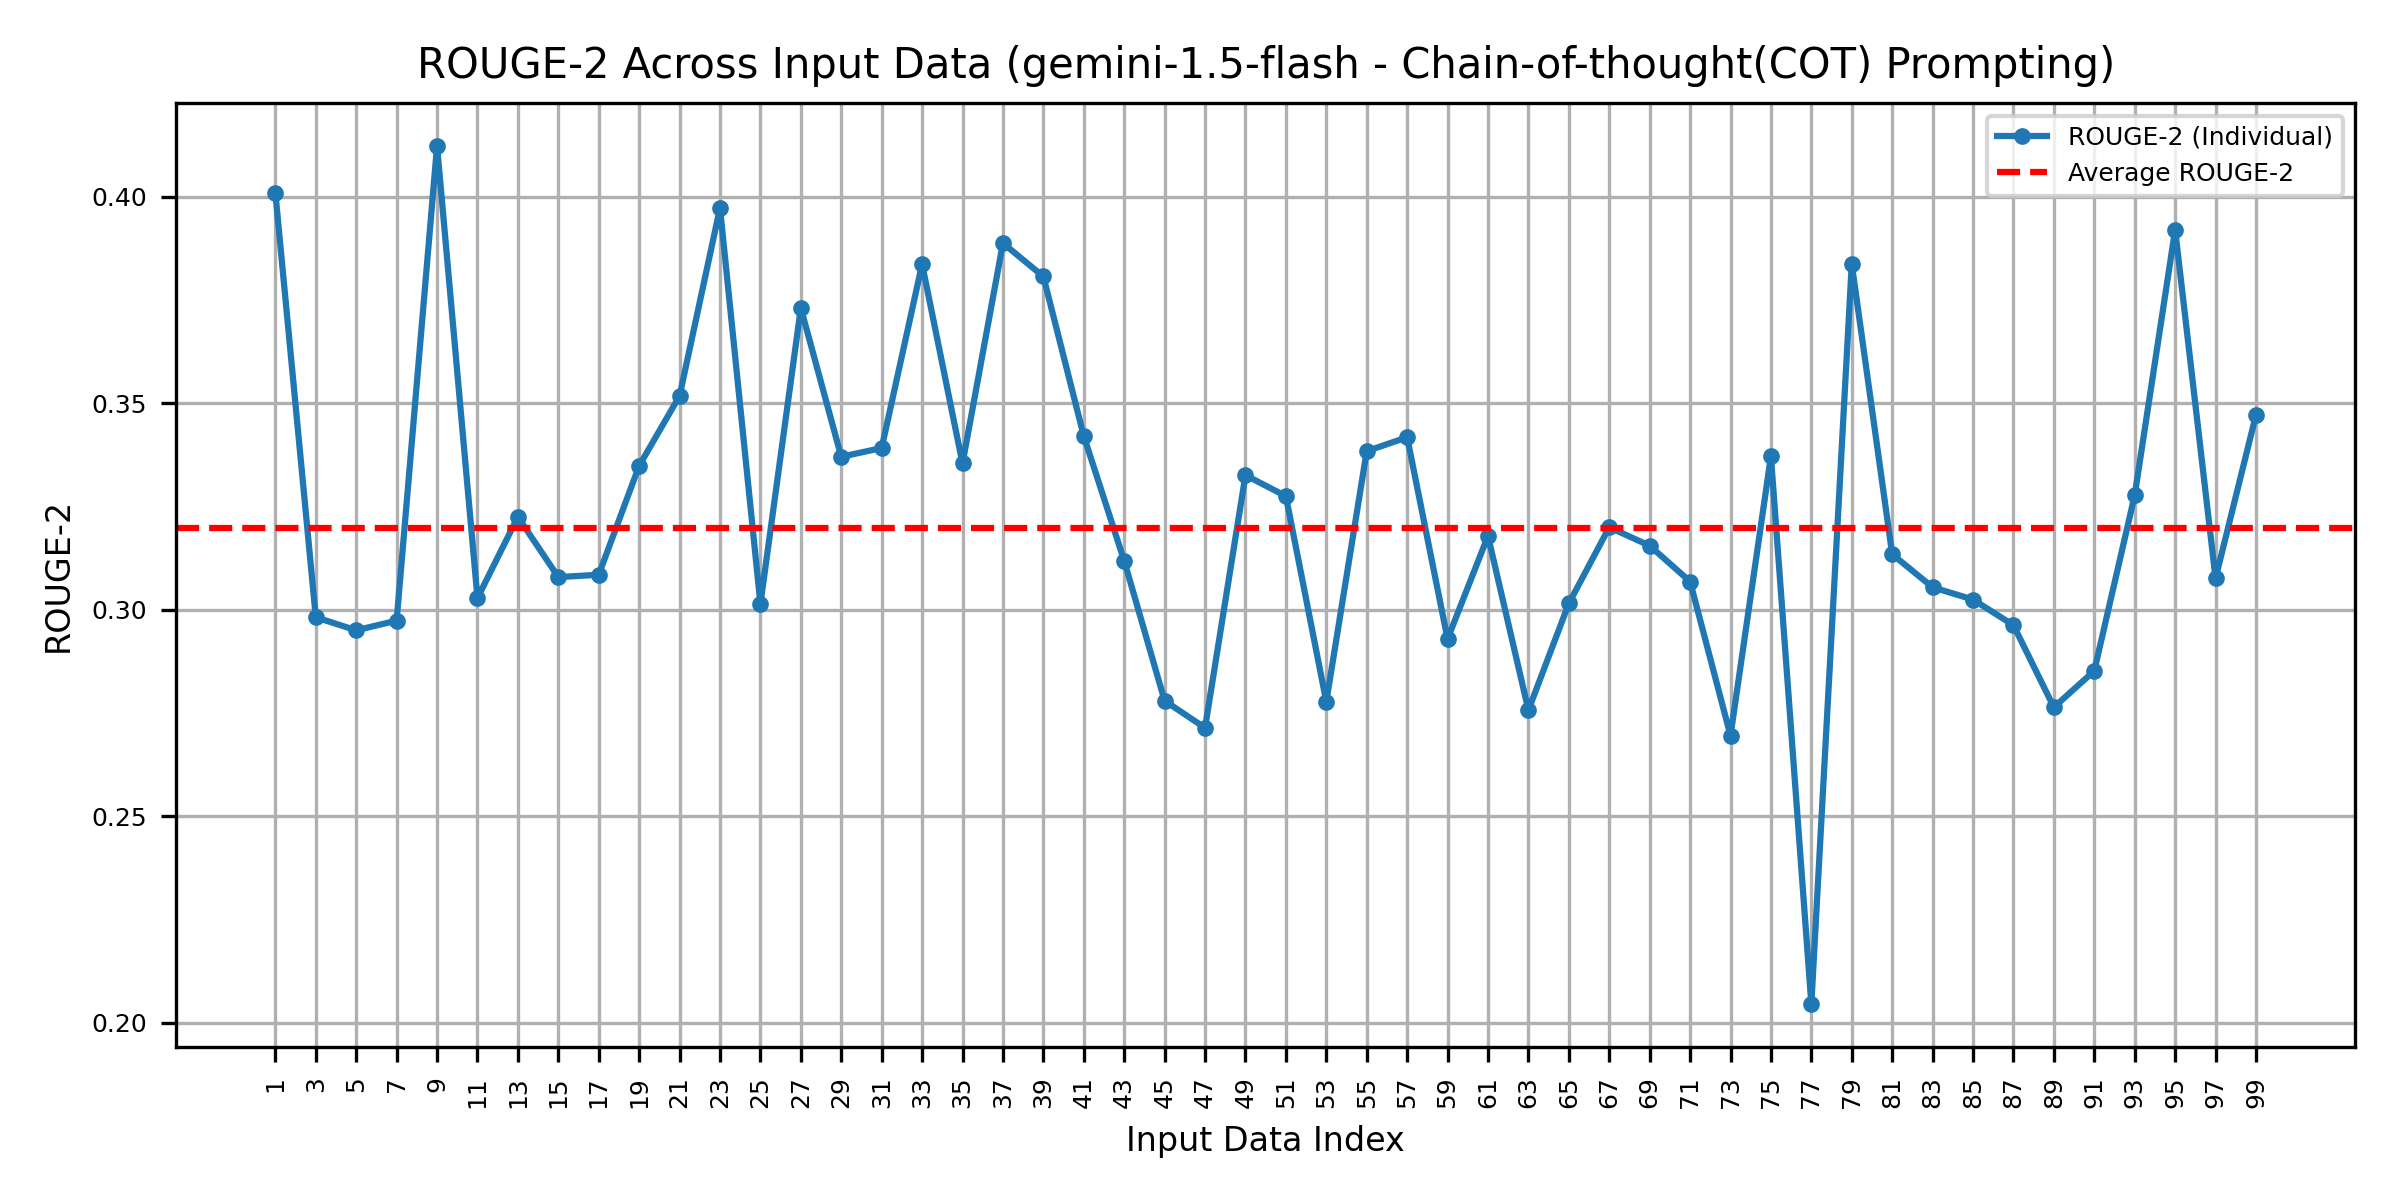 ROUGE-2 Across Input Data (gemini-1.5-flash - Chain-of-thought(COT) Prompting)
ROUGE-2 (Individual)
Average ROUGE-2
ROUGE-2
0.40
0.35
0.30
0.25
0.20
1 3 5 7 9 11 13 15 17 19 21 23 25 27 29 31 33 35 37 39 41 43 45 47 49 51 53 55 57 59 61 63 65 67 69 71 73 75 77 79 81 83 85 87 89 91 93 95 97 99
Input Data Index